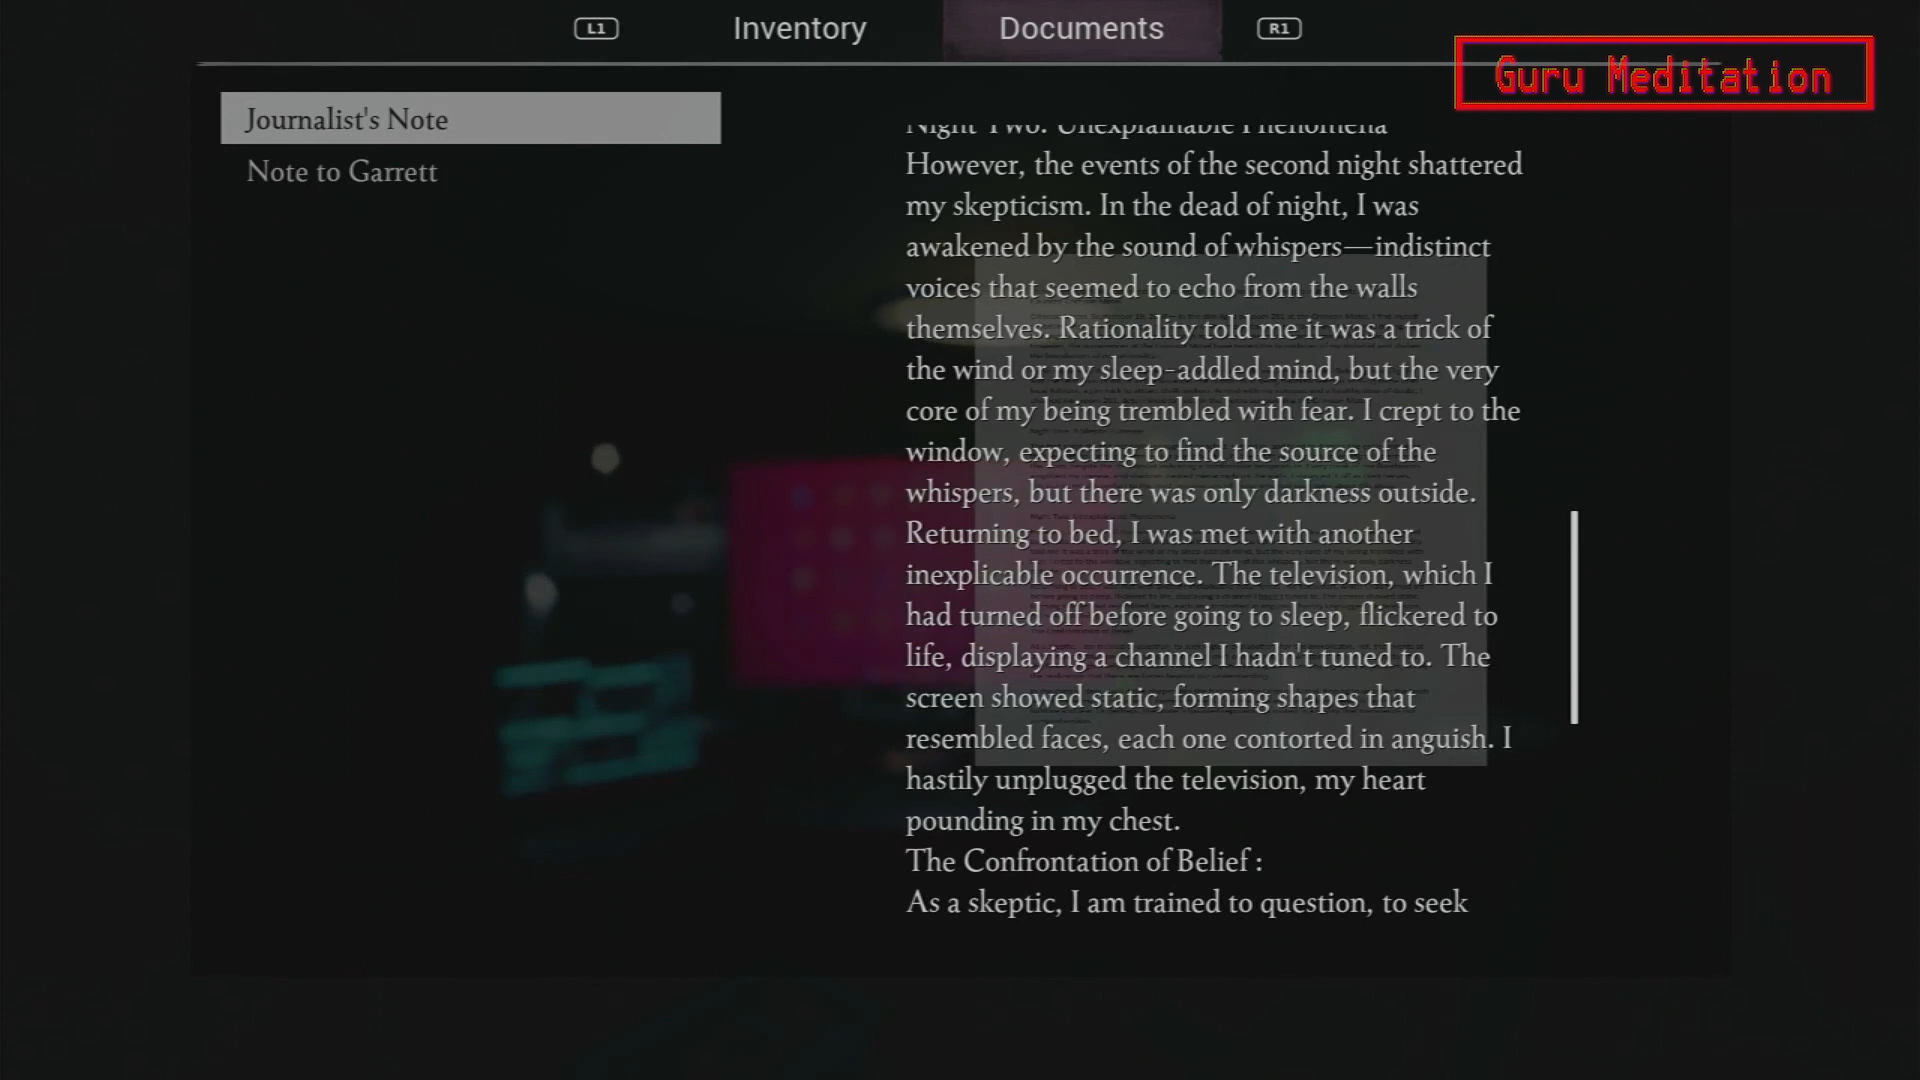 L1
Inventory
Documents
R1
Guru Meditation
Journalist's Note
Note to Garrett
Night Two: Unexplainable Phenomena
However, the events of the second night shattered
my skepticism. In the dead of night, I was
awakened by the sound of whispers—indistinct
voices that seemed to echo from the walls
themselves. Rationality told me it was a trick of
the wind or my sleep-addled mind, but the very
core of my being trembled with fear. I crept to the
window, expecting to find the source of the
whispers, but there was only darkness outside.
Returning to bed, I was met with another
inexplicable occurrence. The television, which I
had turned off before going to sleep, flickered to
life, displaying a channel I hadn't tuned to. The
screen showed static, forming shapes that
resembled faces, each one contorted in anguish. I
hastily unplugged the television, my heart
pounding in my chest.
The Confrontation of Belief :
As a skeptic, I am trained to question, to seek